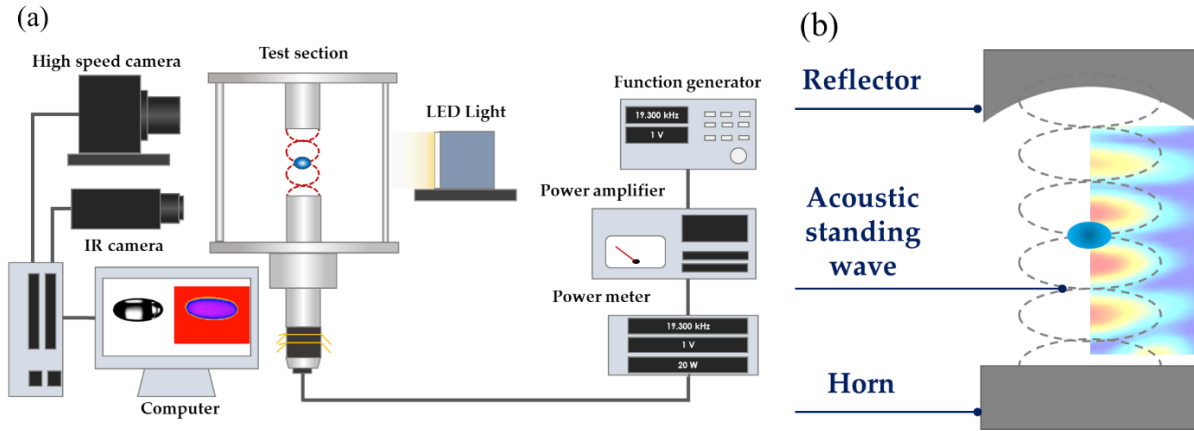 (a)
Test section
High speed camera
Function generator
LED Light
19.300 kHz
1 V
Power amplifier
IR camera
Power meter
19.300 kHz
1 V
20 W
Computer
(b)
Reflector
Acoustic
standing
wave
Horn